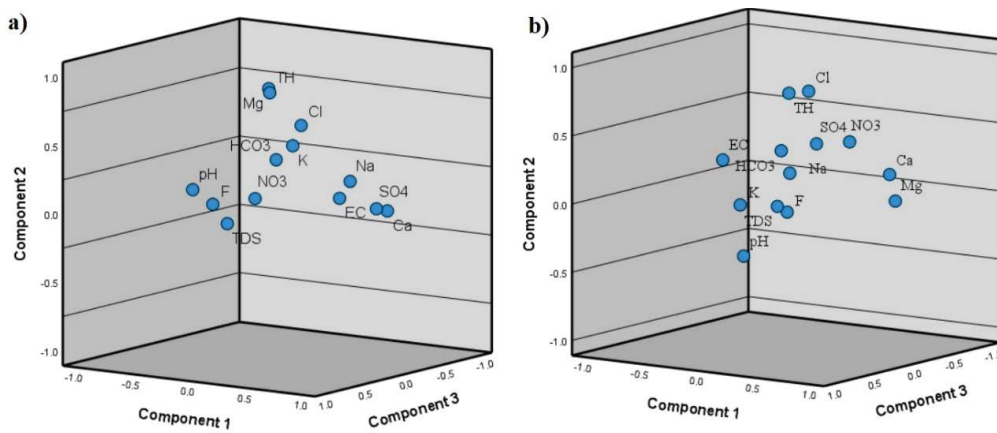 a)
Component 2
1.0
0.5
0.0
-0.5
-1.0
TH
Mg
Cl
HCO3
K
Na
pH
F
NO3
SO4
EC
Ca
TDS
-1.0
0.0
0.5
1.0
Component 1
1.0
0.5
0.0
-0.5
-1.0
Component 3
b)
Component 2
1.0
0.5
0.0
-0.5
-1.0
Cl
TH
SO4
NO3
EC
HCO3
Na
Ca
Mg
K
F
TDS
pH
-1.0
0.0
0.5
1.0
Component 1
1.0
0.5
0.0
-0.5
-1.0
Component 3